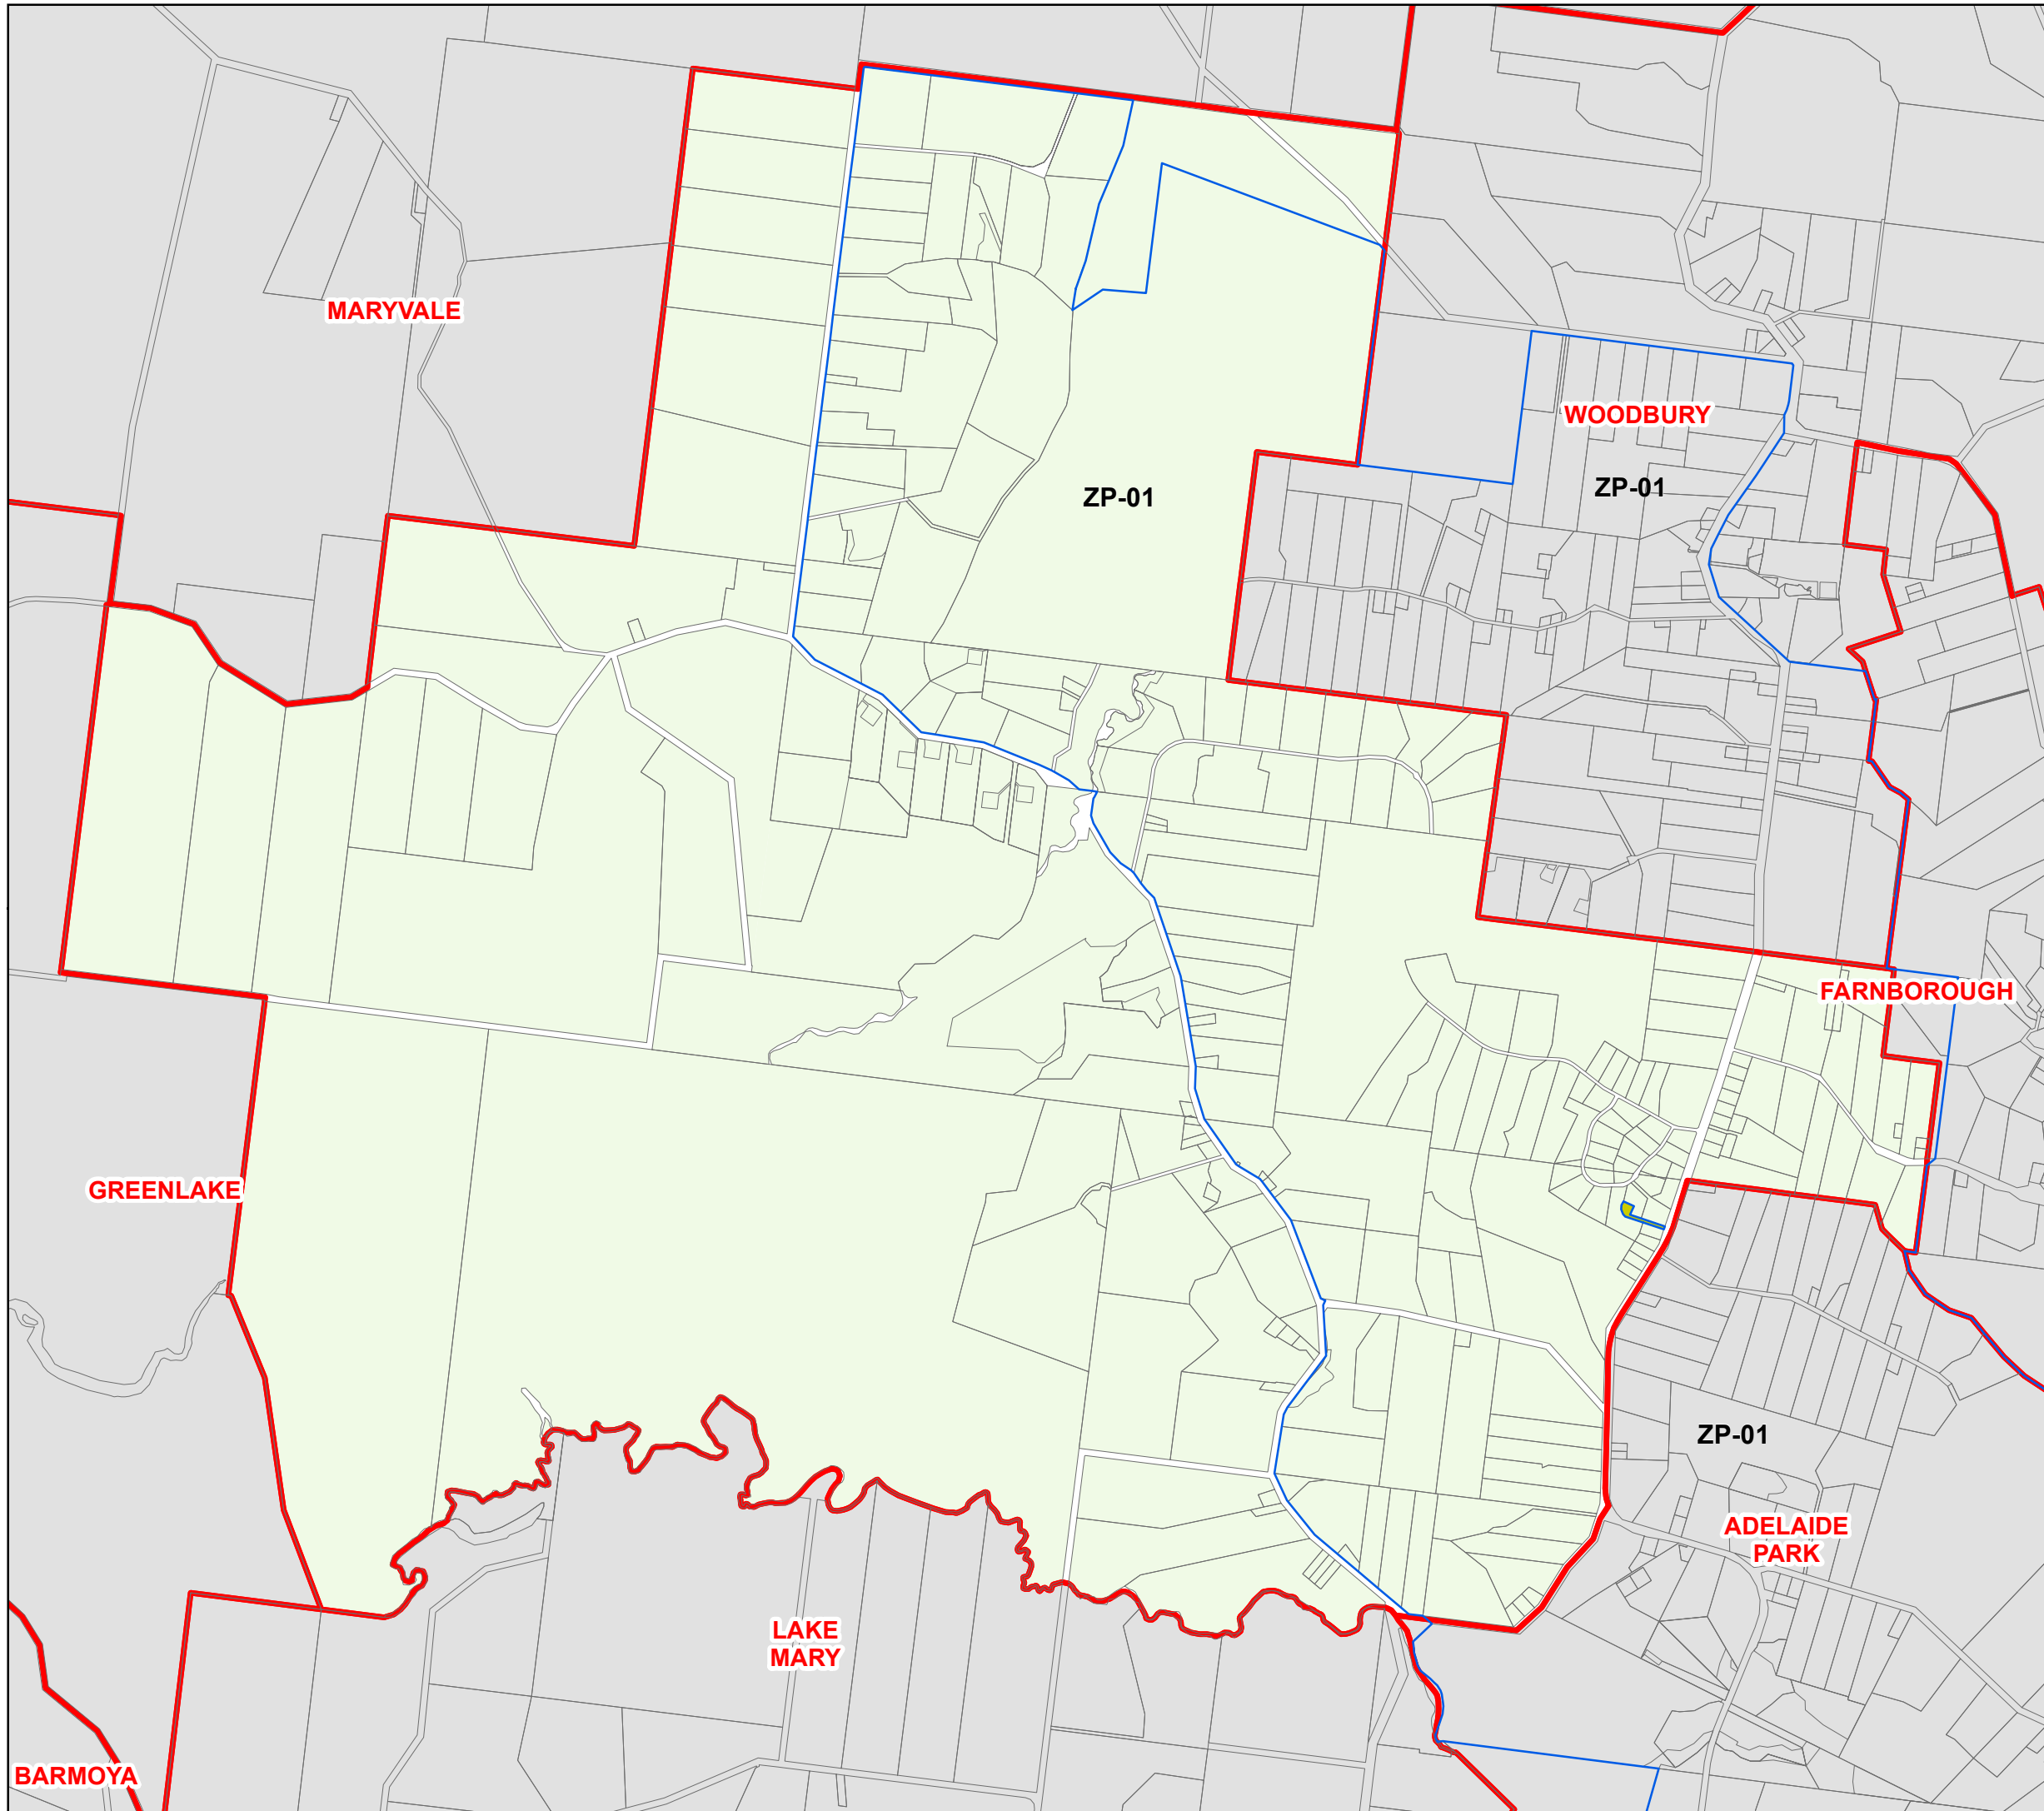 MARYVALE
WOODBURY
ZP-01
ZP-01
FARNBOROUGH
GREENLAKE
ZP-01
ADELAIDE
PARK
LAKE
MARY
BARMOYA